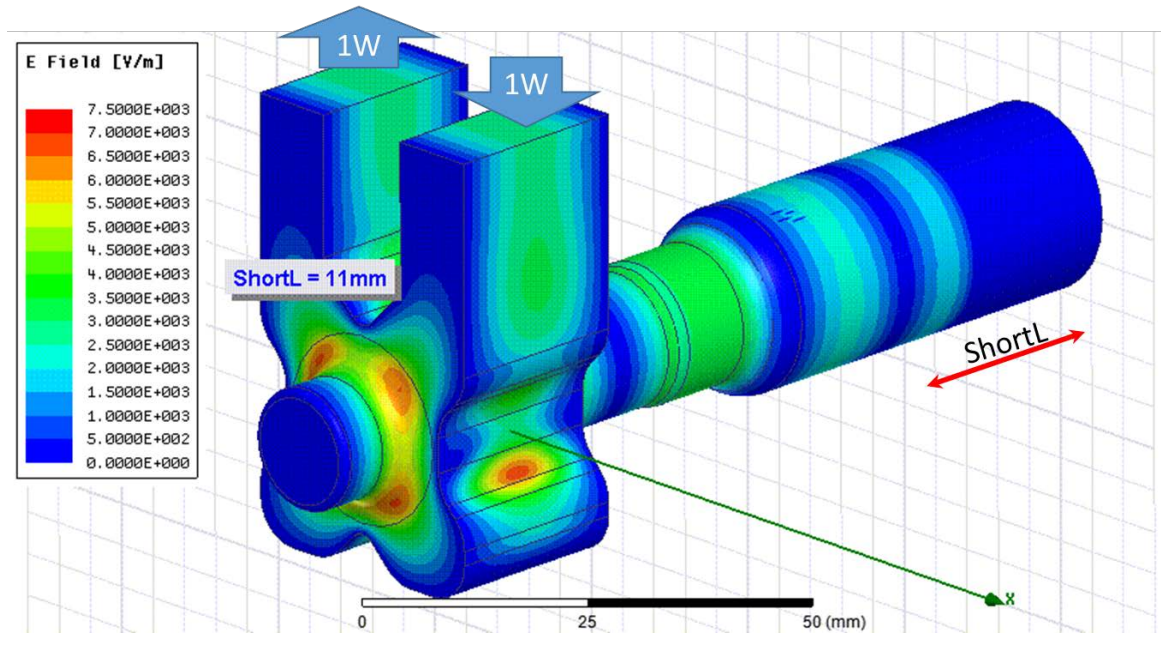 1W
1W
E Field [V/m]
7.5000E+003
7.0000E+003
6.5000E+003
6.0000E+003
5.5000E+003
5.0000E+003
4.5000E+003
4.0000E+003
3.5000E+003
3.0000E+003
2.5000E+003
2.0000E+003
1.5000E+003
1.0000E+003
5.0000E+002
0.0000E+000
ShortL = 11mm
ShortL
X
0 25 50 (mm)